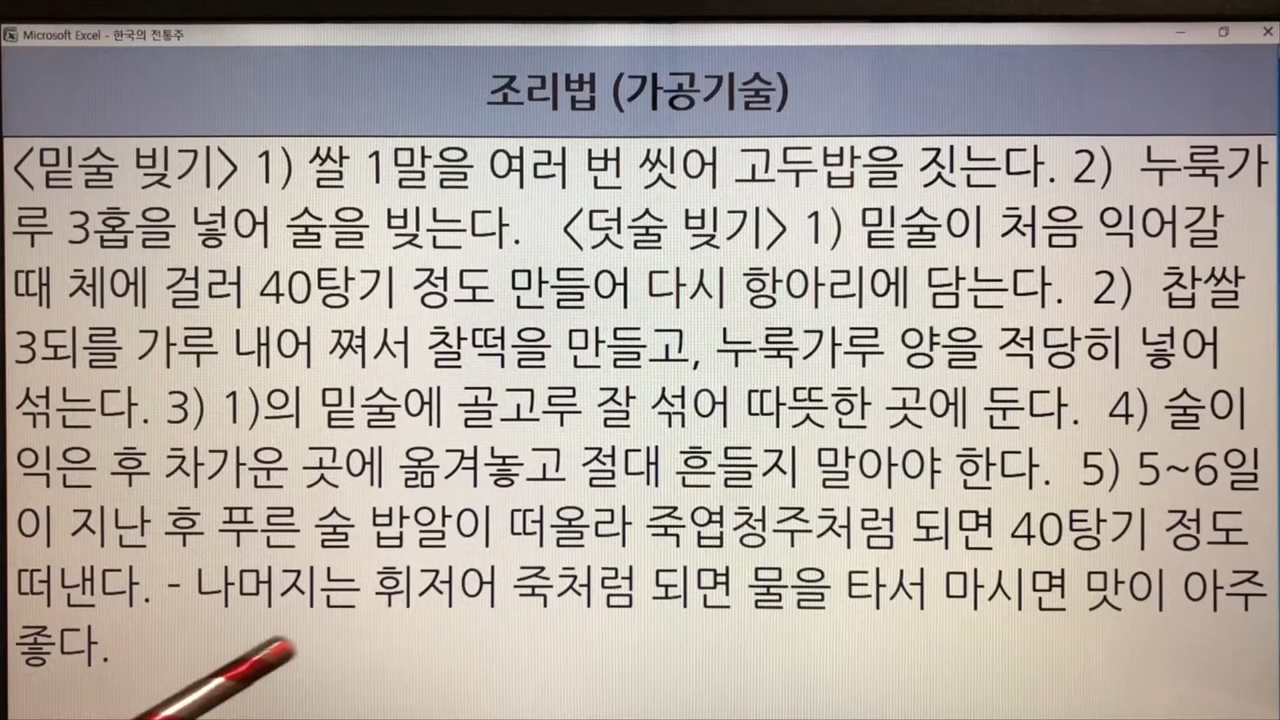 Microsoft Excel - 한국의 전통주
조리법 (가공기술)
<밑술 빚기> 1) 쌀 1말을 여러 번 씻어 고두밥을 짓는다. 2) 누룩가
루 3홉을 넣어 술을 빚는다. <덧술 빚기> 1) 밑술이 처음 익어갈
때 체에 걸러 40탕기 정도 만들어 다시 항아리에 담는다. 2) 찹쌀
3되를 가루 내어 쪄서 찰떡을 만들고, 누룩가루 양을 적당히 넣어
섞는다. 3) 1)의 밑술에 골고루 잘 섞어 따뜻한 곳에 둔다. 4) 술이
익은 후 차가운 곳에 옮겨놓고 절대 흔들지 말아야 한다. 5) 5~6일
이 지난 후 푸른 술 밥알이 떠올라 죽엽청주처럼 되면 40탕기 정도
떠낸다. - 나머지는 휘저어 죽처럼 되면 물을 타서 마시면 맛이 아주
좋다.